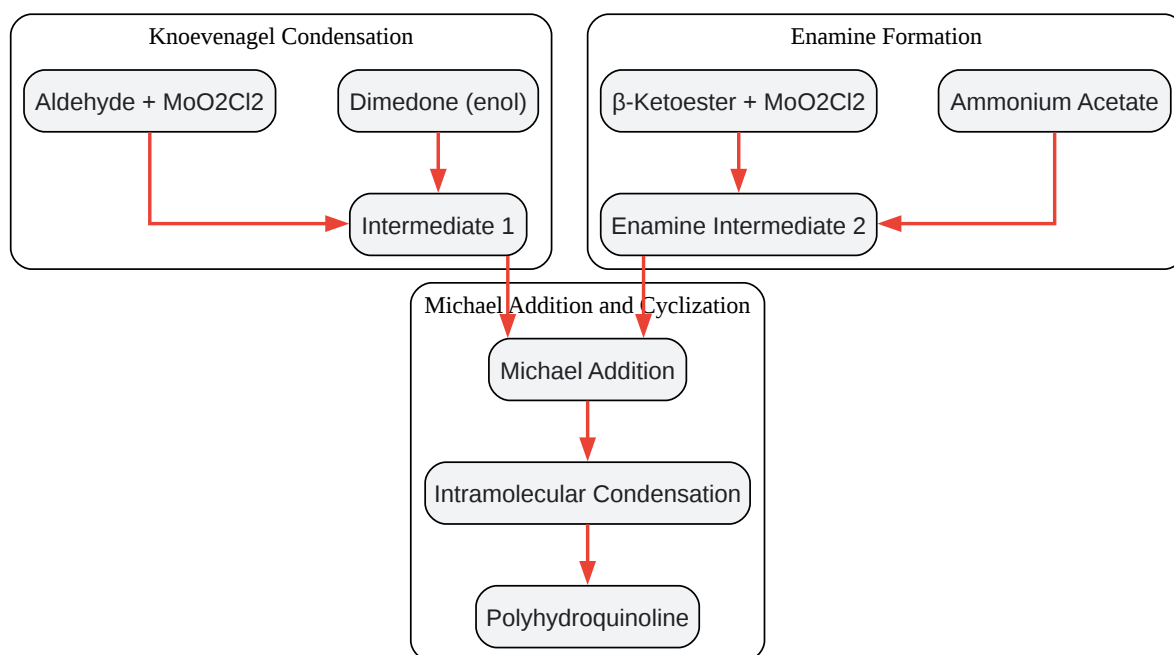 Knoevenagel Condensation
Enamine Formation
Aldehyde + MoO2Cl2
Dimedone (enol)
β-Ketoester + MoO2Cl2
Ammonium Acetate
Intermediate 1
Enamine Intermediate 2
Michael Addition and Cyclization
Michael Addition
Intramolecular Condensation
Polyhydroquinoline